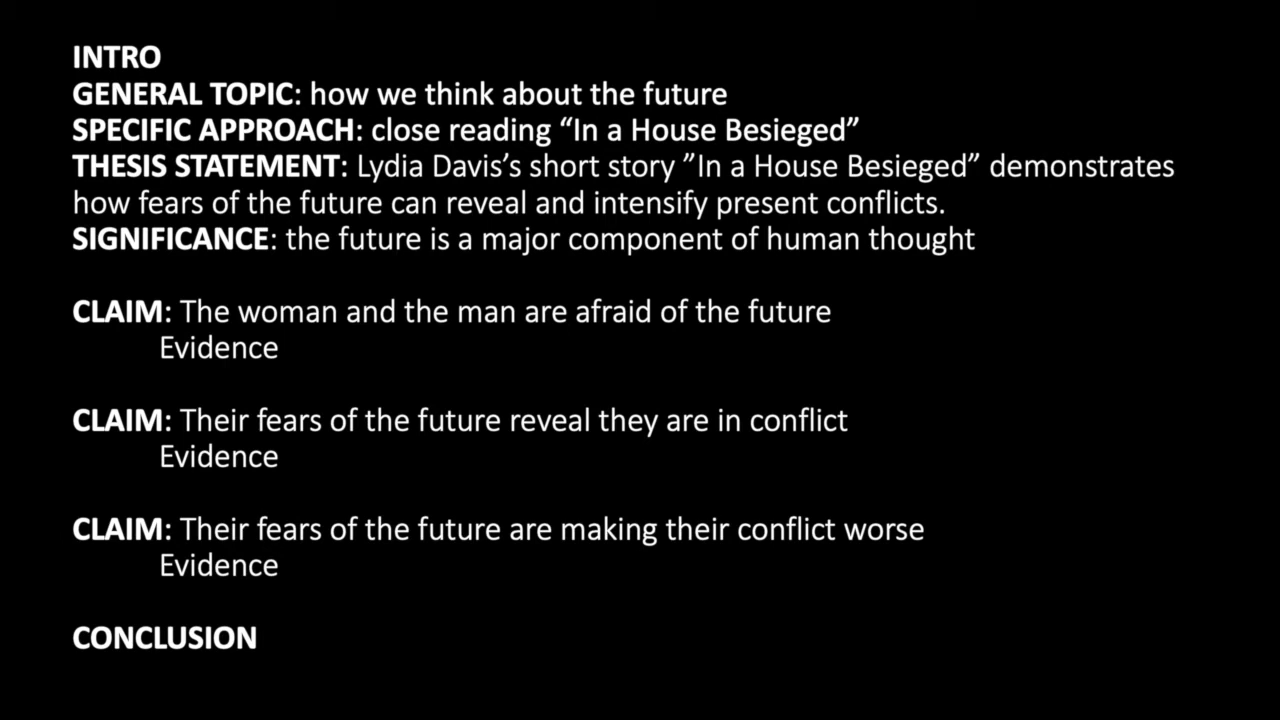 INTRO
GENERAL TOPIC: how we think about the future
SPECIFIC APPROACH: close reading “In a House Besieged”
THESIS STATEMENT: Lydia Davis’s short story ”In a House Besieged” demonstrates
how fears of the future can reveal and intensify present conflicts.
SIGNIFICANCE: the future is a major component of human thought
CLAIM: The woman and the man are afraid of the future
Evidence
CLAIM: Their fears of the future reveal they are in conflict
Evidence
CLAIM: Their fears of the future are making their conflict worse
Evidence
CONCLUSION